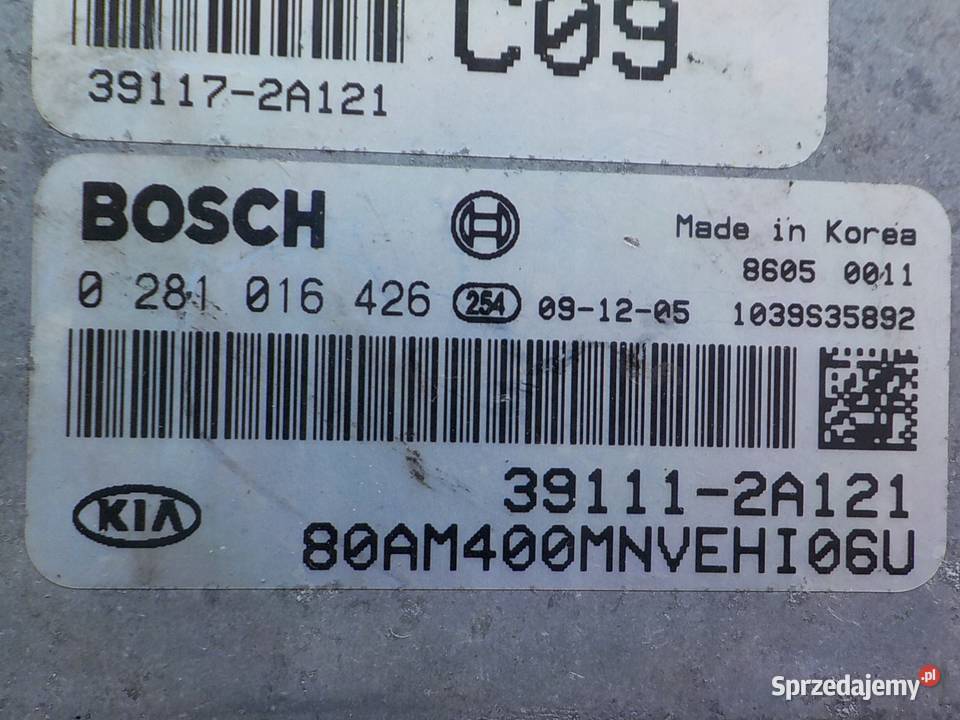 C09
39117-2A121
BOSCH
Made in Korea
8605 0011
0 281 016 426 254 09-12-05 1039S35892
39111-2A121
KIA
80AM400MNVEHI06U
Sprzedajemy.pl